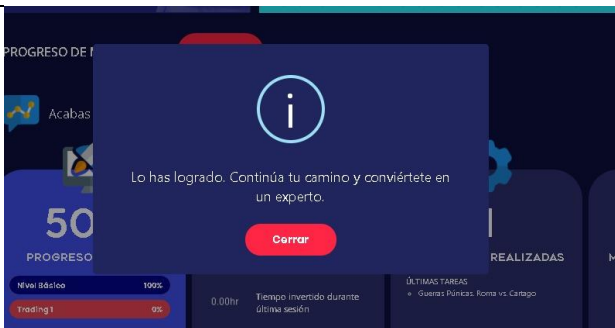 PROGRESO DE
Acabas
Lo has logrado. Continúa tu camino y conviértete en
un experto.
Cerrar
50
PROGRESO
REALIZADAS
Nivel Básico 100%
Trading 1 0%
0.00hr
Tiempo invertido durante
última sesión
ÚLTIMAS TAREAS
Gueras Púnicas. Roma vs. Cartago